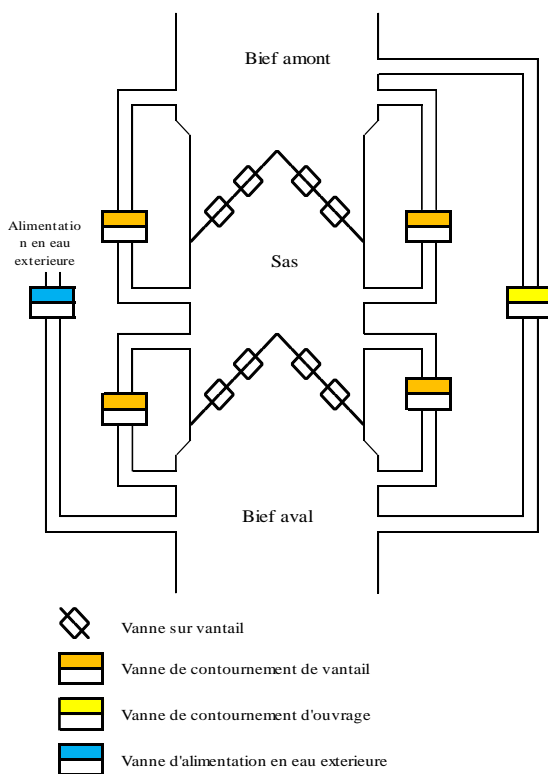 Bief amont
Alimentatio
n en eau
exterieure
Sas
Bief aval
Vanne sur vantail
Vanne de contournement de vantail
Vanne de contournement d'ouvrage
Vanne d'alimentation en eau exterieure